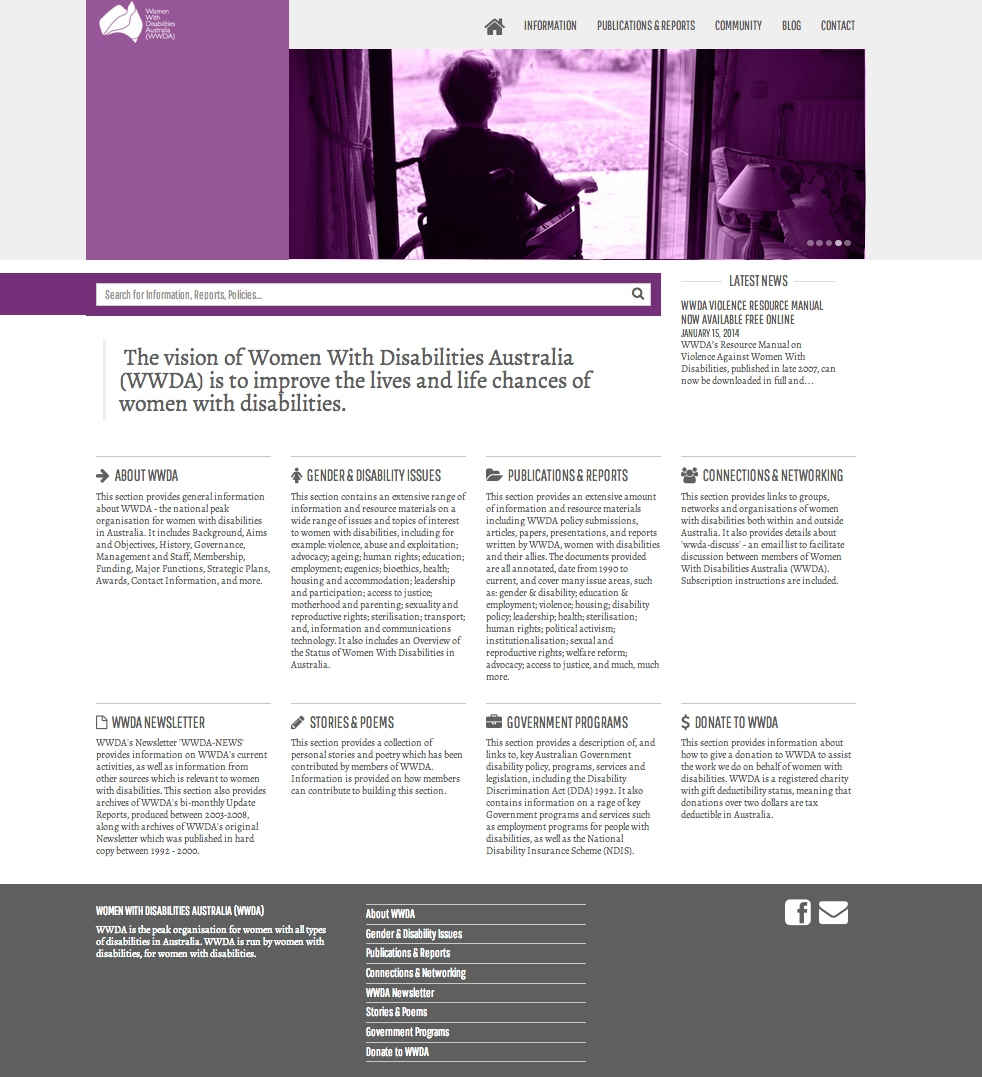 Women
With
Disabilities
Australia
(WWDA)
INFORMATION PUBLICATIONS & REPORTS COMMUNITY BLOG CONTACT
Search for Information, Reports, Policies...
LATEST NEWS
WWDA VIOLENCE RESOURCE MANUAL
NOW AVAILABLE FREE ONLINE
JANUARY 15, 2014
WWDA's Resource Manual on
Violence Against Women With
Disabilities, published in late 2007, can
now be downloaded in full and...
The vision of Women With Disabilities Australia
(WWDA) is to improve the lives and life chances of
women with disabilities.
ABOUT WWDA
This section provides general information
about WWDA - the national peak
organisation for women with disabilities
in Australia. It includes Background, Aims
and Objectives, History, Governance,
Management and Staff, Membership,
Funding, Major Functions, Strategic Plans,
Awards, Contact Information, and more.
GENDER & DISABILITY ISSUES
This section contains an extensive range of
information and resource materials on a
wide range of issues and topics of interest
to women with disabilities, including for
example: violence, abuse and exploitation;
advocacy; ageing; human rights; education;
employment; eugenics; bioethics, health;
housing and accommodation; leadership
and participation; access to justice;
motherhood and parenting; sexuality and
reproductive rights; sterilisation; transport;
and, information and communications
technology. It also includes an Overview of
the Status of Women With Disabilities in
Australia.
PUBLICATIONS & REPORTS
This section provides an extensive amount
of information and resource materials
including WWDA policy submissions,
articles, papers, presentations, and reports
written by WWDA, women with disabilities
and their allies. The documents provided
are all annotated, date from 1990 to
current, and cover many issue areas, such
as: gender & disability; education &
employment; violence; housing; disability
policy; leadership; health; sterilisation;
human rights; political activism;
institutionalisation; sexual and
reproductive rights; welfare reform;
advocacy; access to justice, and much, much
more.
CONNECTIONS & NETWORKING
This section provides links to groups,
networks and organisations of women
with disabilities both within and outside
Australia. It also provides details about
'wwda-discuss' - an email list to facilitate
discussion between members of Women
With Disabilities Australia (WWDA).
Subscription instructions are included.
WWDA NEWSLETTER
WWDA's Newsletter 'WWDA-NEWS'
provides information on WWDA's current
activities, as well as information from
other sources which is relevant to women
with disabilities. This section also provides
archives of WWDA's bi-monthly Update
Reports, produced between 2003-2008,
along with archives of WWDA's original
Newsletter which was published in hard
copy between 1992 - 2000.
STORIES & POEMS
This section provides a collection of
personal stories and poetry which has been
contributed by members of WWDA.
Information is provided on how members
can contribute to building this section.
GOVERNMENT PROGRAMS
This section provides a description of, and
links to, key Australian Government
disability policy, programs, services and
legislation, including the Disability
Discrimination Act (DDA) 1992. It also
contains information on a rage of key
Government programs and services such
as employment programs for people with
disabilities, as well as the National
Disability Insurance Scheme (NDIS).
$ DONATE TO WWDA
This section provides information about
how to give a donation to WWDA to assist
the work we do on behalf of women with
disabilities. WWDA is a registered charity
with gift deductibility status, meaning that
donations over two dollars are tax
deductible in Australia.
WOMEN WITH DISABILITIES AUSTRALIA (WWDA)
WWDA is the peak organisation for women with all types
of disabilities in Australia. WWDA is run by women with
disabilities, for women with disabilities.
About WWDA
Gender & Disability Issues
Publications & Reports
Connections & Networking
WWDA Newsletter
Stories & Poems
Government Programs
Donate to WWDA